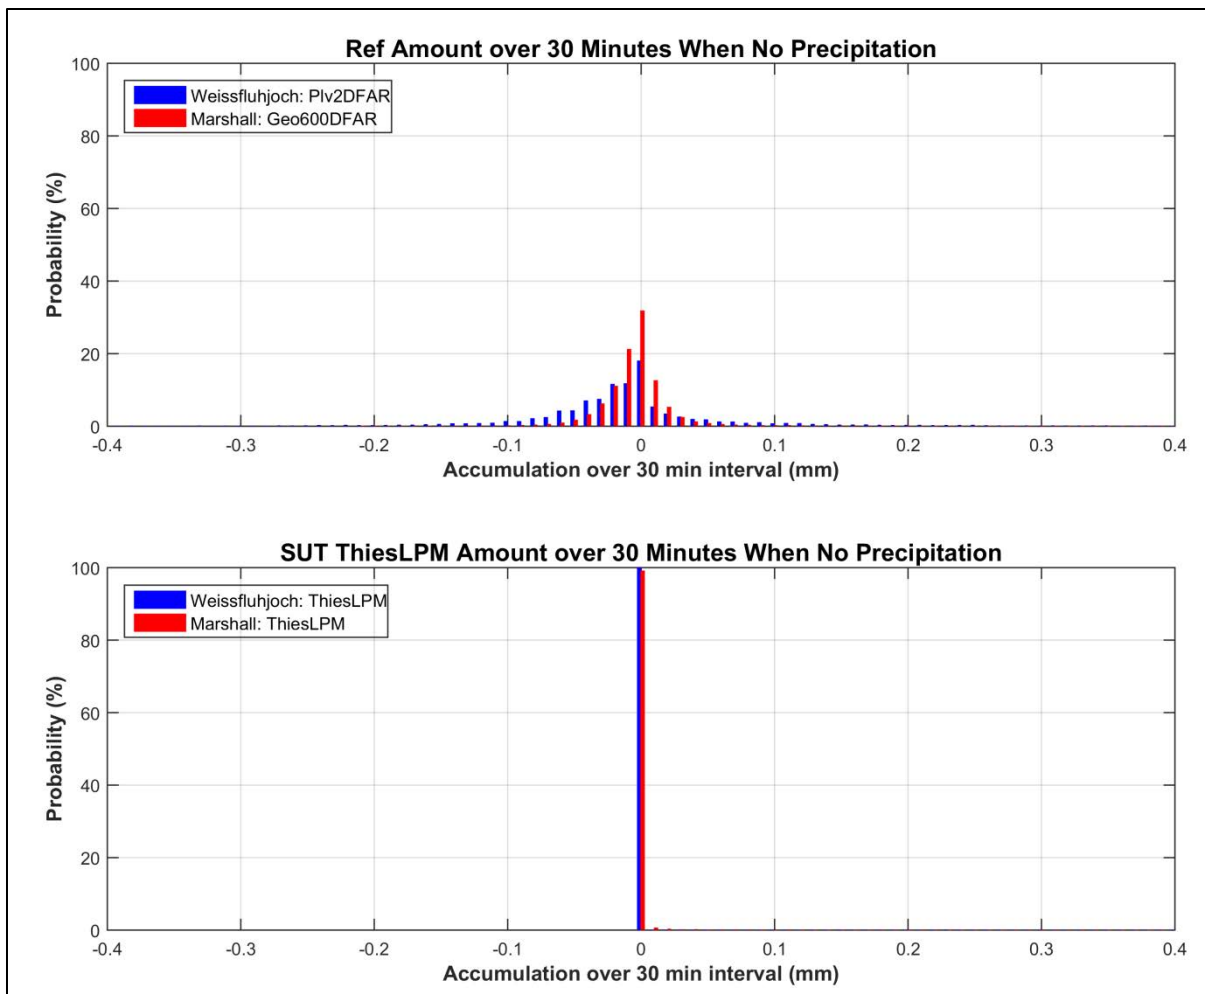 Ref Amount over 30 Minutes When No Precipitation
100
80
60
40
20
0
Probability (%)
Weissfluhjoch: Plv2DFAR
Marshall: Geo600DFAR
-0.4 -0.3 -0.2 -0.1 0 0.1 0.2 0.3 0.4
Accumulation over 30 min interval (mm)
SUT ThiesLPM Amount over 30 Minutes When No Precipitation
100
80
60
40
20
0
Probability (%)
Weissfluhjoch: ThiesLPM
Marshall: ThiesLPM
-0.4 -0.3 -0.2 -0.1 0 0.1 0.2 0.3 0.4
Accumulation over 30 min interval (mm)